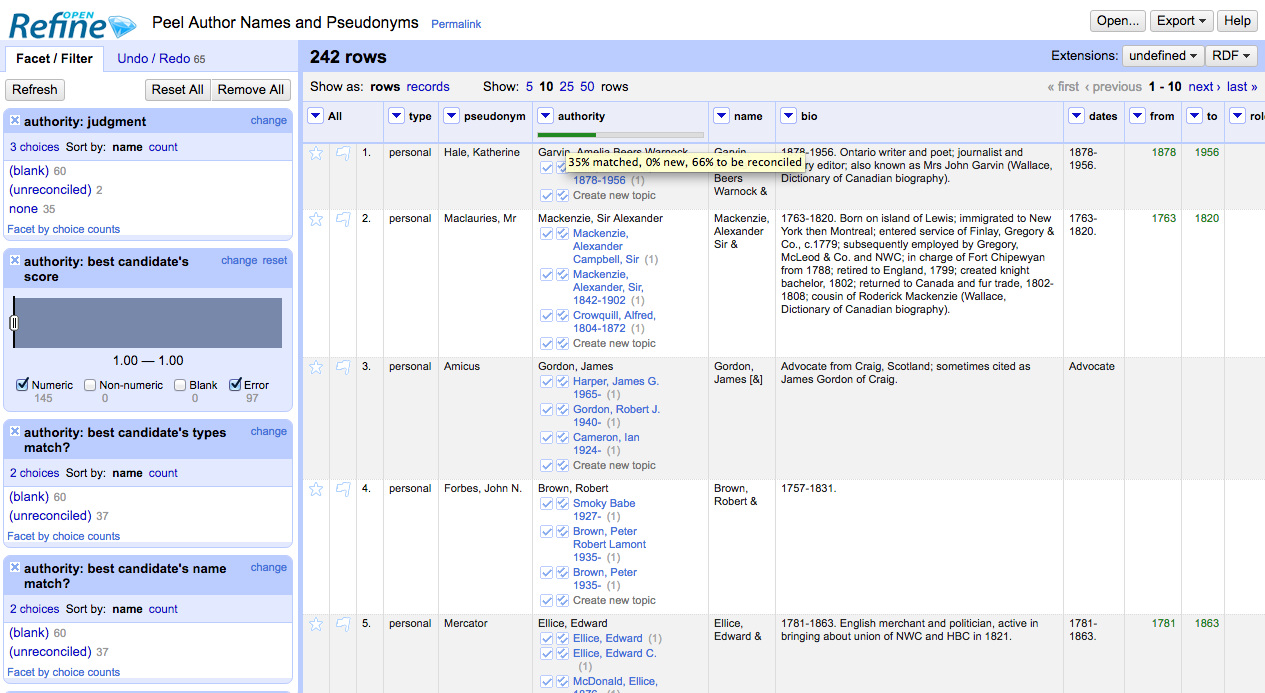 OPEN
Refine
Peel Author Names and Pseudonyms
Permalink
Open...
Export
Help
Facet / Filter
Undo / Redo 65
Refresh
Reset All
Remove All
authority: judgment
change
3 choices Sort by: name count
(blank) 60
(unreconciled) 2
none 35
Facet by choice counts
authority: best candidate's
score
change reset
1.00 — 1.00
Numeric
145
Non-numeric
0
Blank
0
Error
97
authority: best candidate's types
match?
change
2 choices Sort by: name count
(blank) 60
(unreconciled) 37
Facet by choice counts
authority: best candidate's name
match?
change
2 choices Sort by: name count
(blank) 60
(unreconciled) 37
Facet by choice counts
242 rows
Extensions:
undefined
RDF
Show as: rows records
Show: 5 10 25 50 rows
« first ‹ previous 1 - 10 next › last »
All
type
pseudonym
authority
name
bio
dates
from
to
35% matched, 0% new, 66% to be reconciled
1.
personal
Hale, Katherine
Garvin, Amelia Beers Warnock
1878-1956 (1)
Create new topic
Garvin,
Beers
Warnock &
1878-1956. Ontario writer and poet; journalist and
editor; also known as Mrs John Garvin (Wallace,
Dictionary of Canadian biography).
1878-
1956.
1878
1956
2.
personal
Maclauries, Mr
Mackenzie, Sir Alexander
Mackenzie,
Alexander
Campbell, Sir (1)
Mackenzie,
Alexander, Sir,
1842-1902 (1)
Crowquill, Alfred,
1804-1872 (1)
Create new topic
Mackenzie,
Alexander
Sir &
1763-1820. Born on island of Lewis; immigrated to New
York then Montreal; entered service of Finlay, Gregory &
Co., c.1779; subsequently employed by Gregory,
McLeod & Co. and NWC; in charge of Fort Chipewyan
from 1788; retired to England, 1799; created knight
bachelor, 1802; returned to Canada and fur trade, 1802-
1808; cousin of Roderick Mackenzie (Wallace,
Dictionary of Canadian biography).
1763-
1820.
1763
1820
3.
personal
Amicus
Gordon, James
Harper, James G.
1965- (1)
Gordon, Robert J.
1940- (1)
Cameron, Ian
1924- (1)
Create new topic
Gordon,
James [&]
Advocate from Craig, Scotland; sometimes cited as
James Gordon of Craig.
Advocate
4.
personal
Forbes, John N.
Brown, Robert
Smoky Babe
1927- (1)
Brown, Peter
Robert Lamont
1935- (1)
Brown, Peter
1935- (1)
Create new topic
Brown,
Robert &
1757-1831.
5.
personal
Mercator
Ellice, Edward
Ellice, Edward (1)
Ellice, Edward C.
(1)
McDonald, Ellice,
Ellice,
Edward &
1781-1863. English merchant and politician, active in
bringing about union of NWC and HBC in 1821.
1781-
1863.
1781
1863